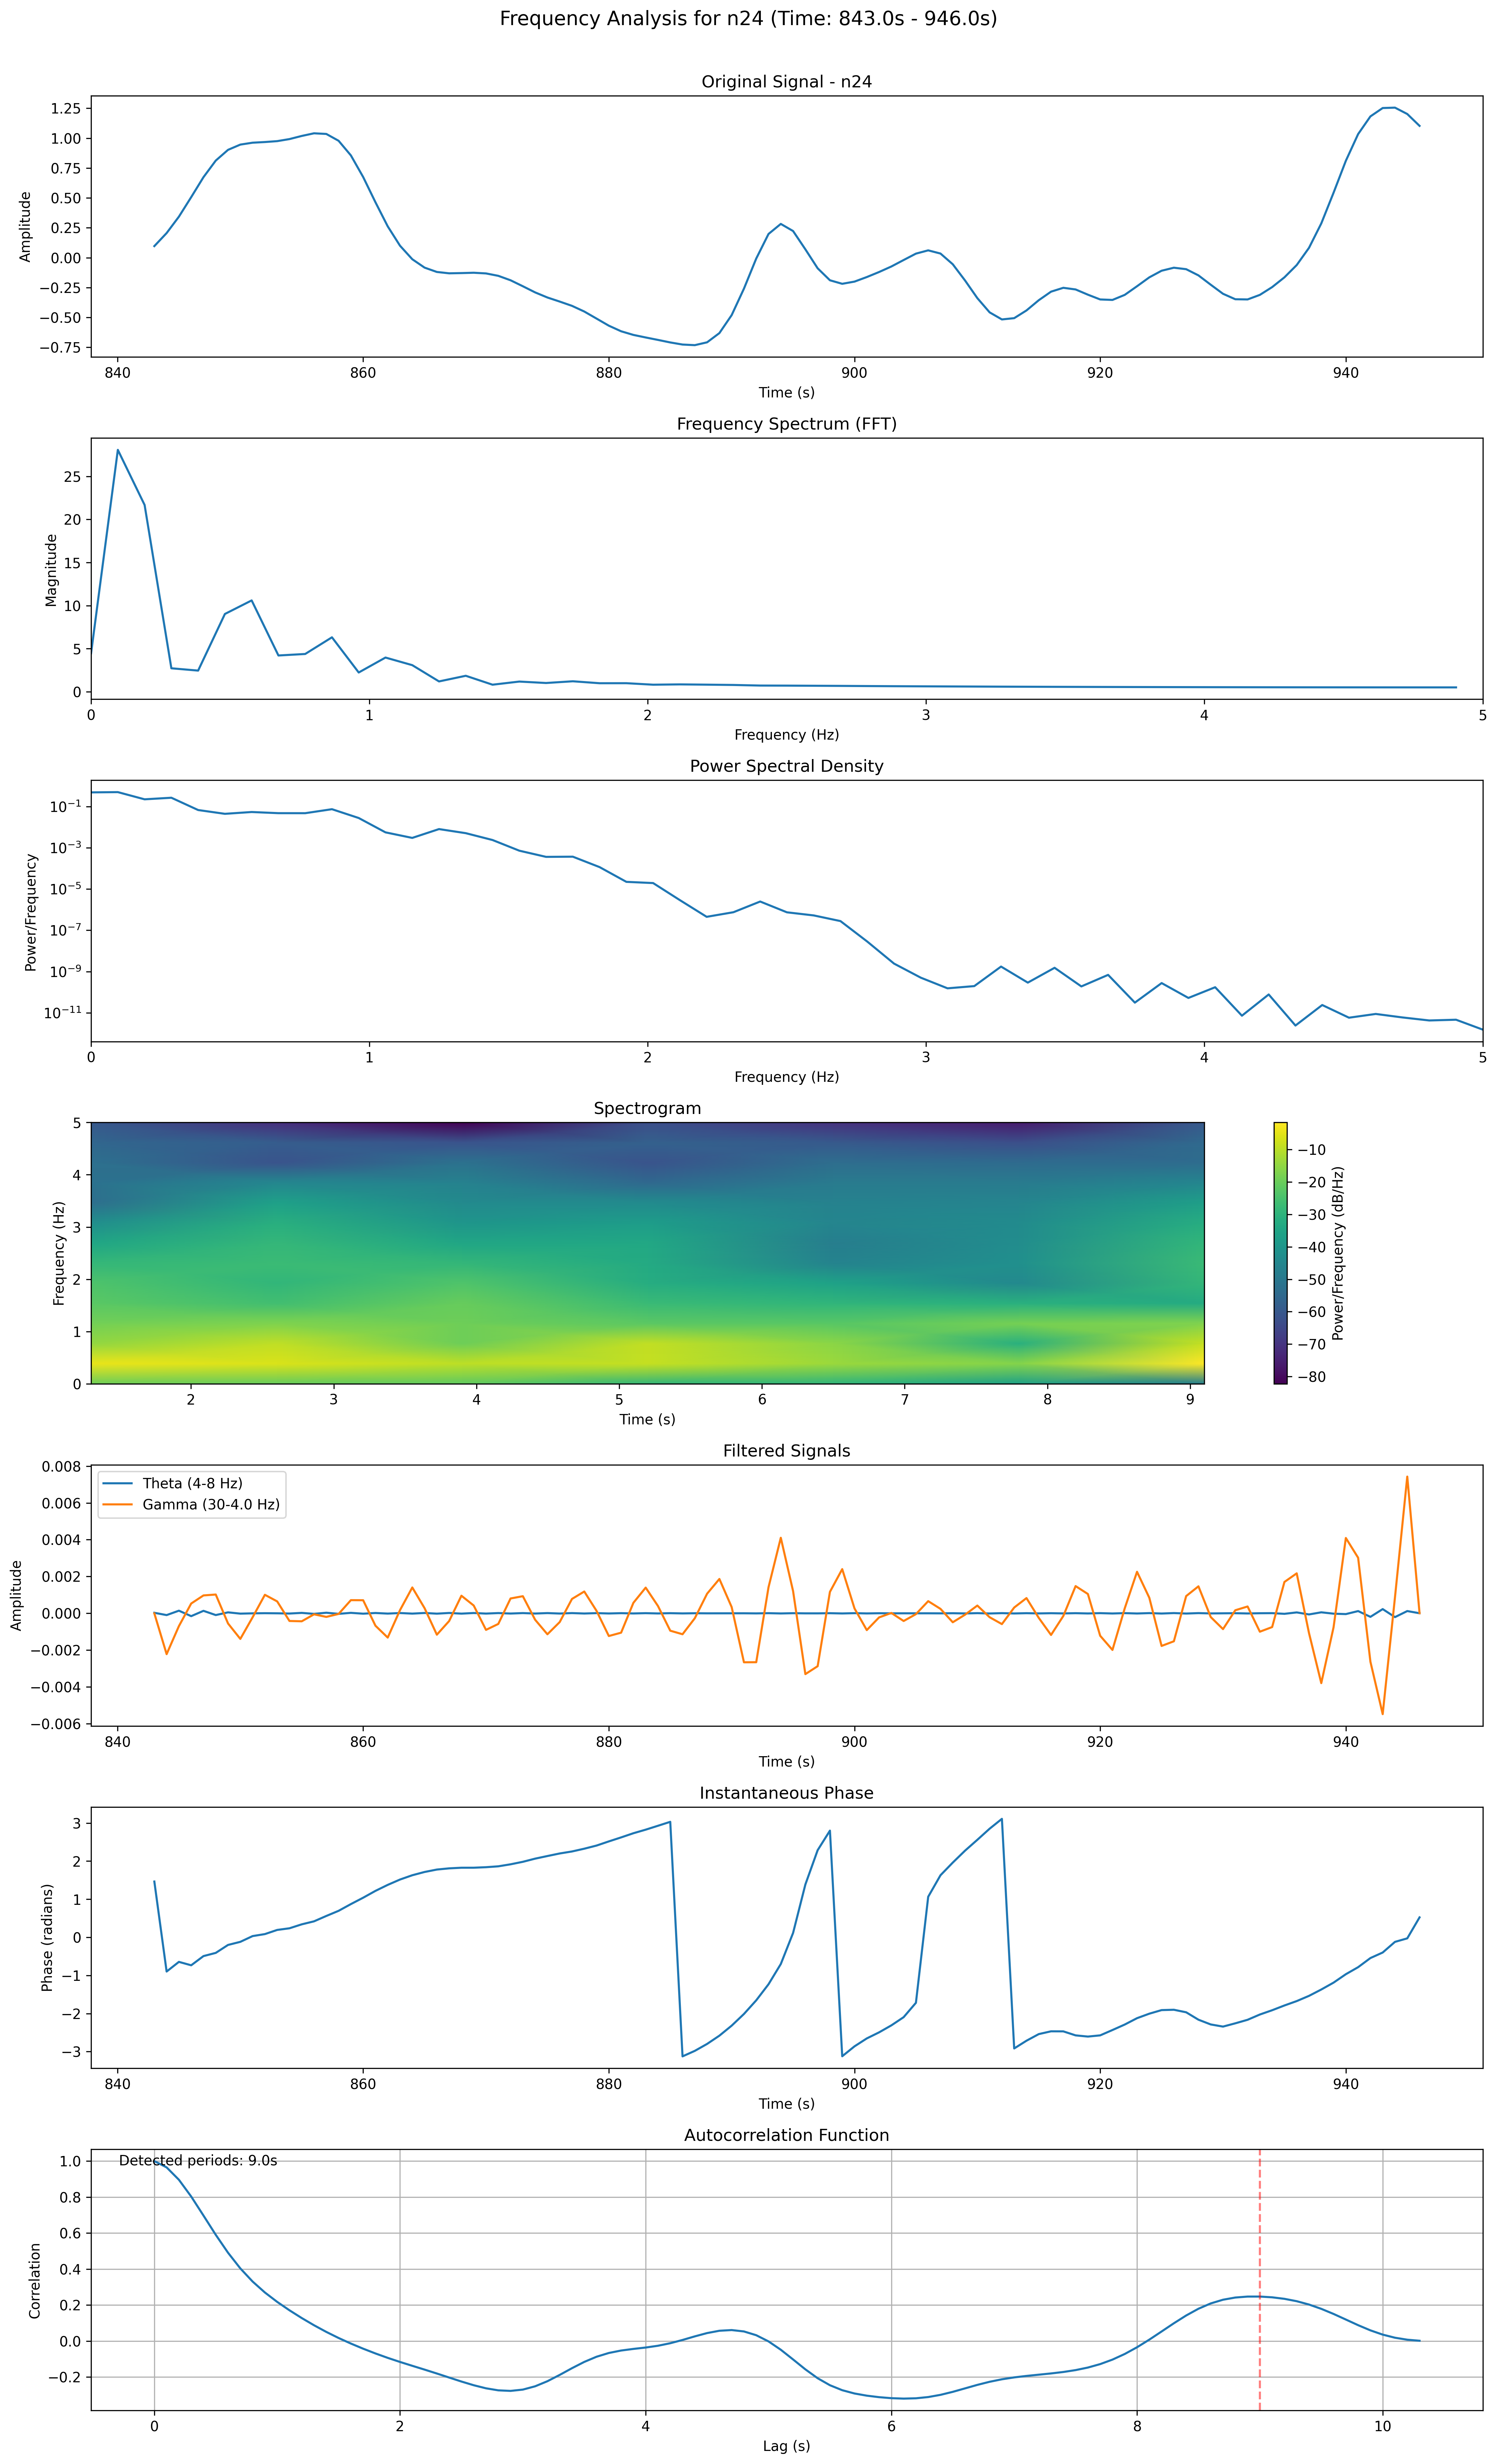 Frequency Analysis for n24 (Time: 843.0s - 946.0s)
Original Signal - n24
Amplitude
1.25
1.00
0.75
0.50
0.25
0.00
−0.25
−0.50
−0.75
840 860 880 900 920 940
Time (s)
Frequency Spectrum (FFT)
Magnitude
25
20
15
10
5
0
0 1 2 3 4 5
Frequency (Hz)
Power Spectral Density
Power/Frequency
10⁻¹
10⁻³
10⁻⁵
10⁻⁷
10⁻⁹
10⁻¹¹
0 1 2 3 4 5
Frequency (Hz)
Spectrogram
Frequency (Hz)
5
4
3
2
1
0
2 3 4 5 6 7 8 9
Time (s)
−10
−20
−30
−40
−50
−60
−70
−80
Power/Frequency (dB/Hz)
Filtered Signals
Amplitude
0.008
0.006
0.004
0.002
0.000
−0.002
−0.004
−0.006
Theta (4-8 Hz)
Gamma (30-4.0 Hz)
840 860 880 900 920 940
Time (s)
Instantaneous Phase
Phase (radians)
3
2
1
0
−1
−2
−3
840 860 880 900 920 940
Time (s)
Autocorrelation Function
Detected periods: 9.0s
Correlation
1.0
0.8
0.6
0.4
0.2
0.0
−0.2
0 2 4 6 8 10
Lag (s)